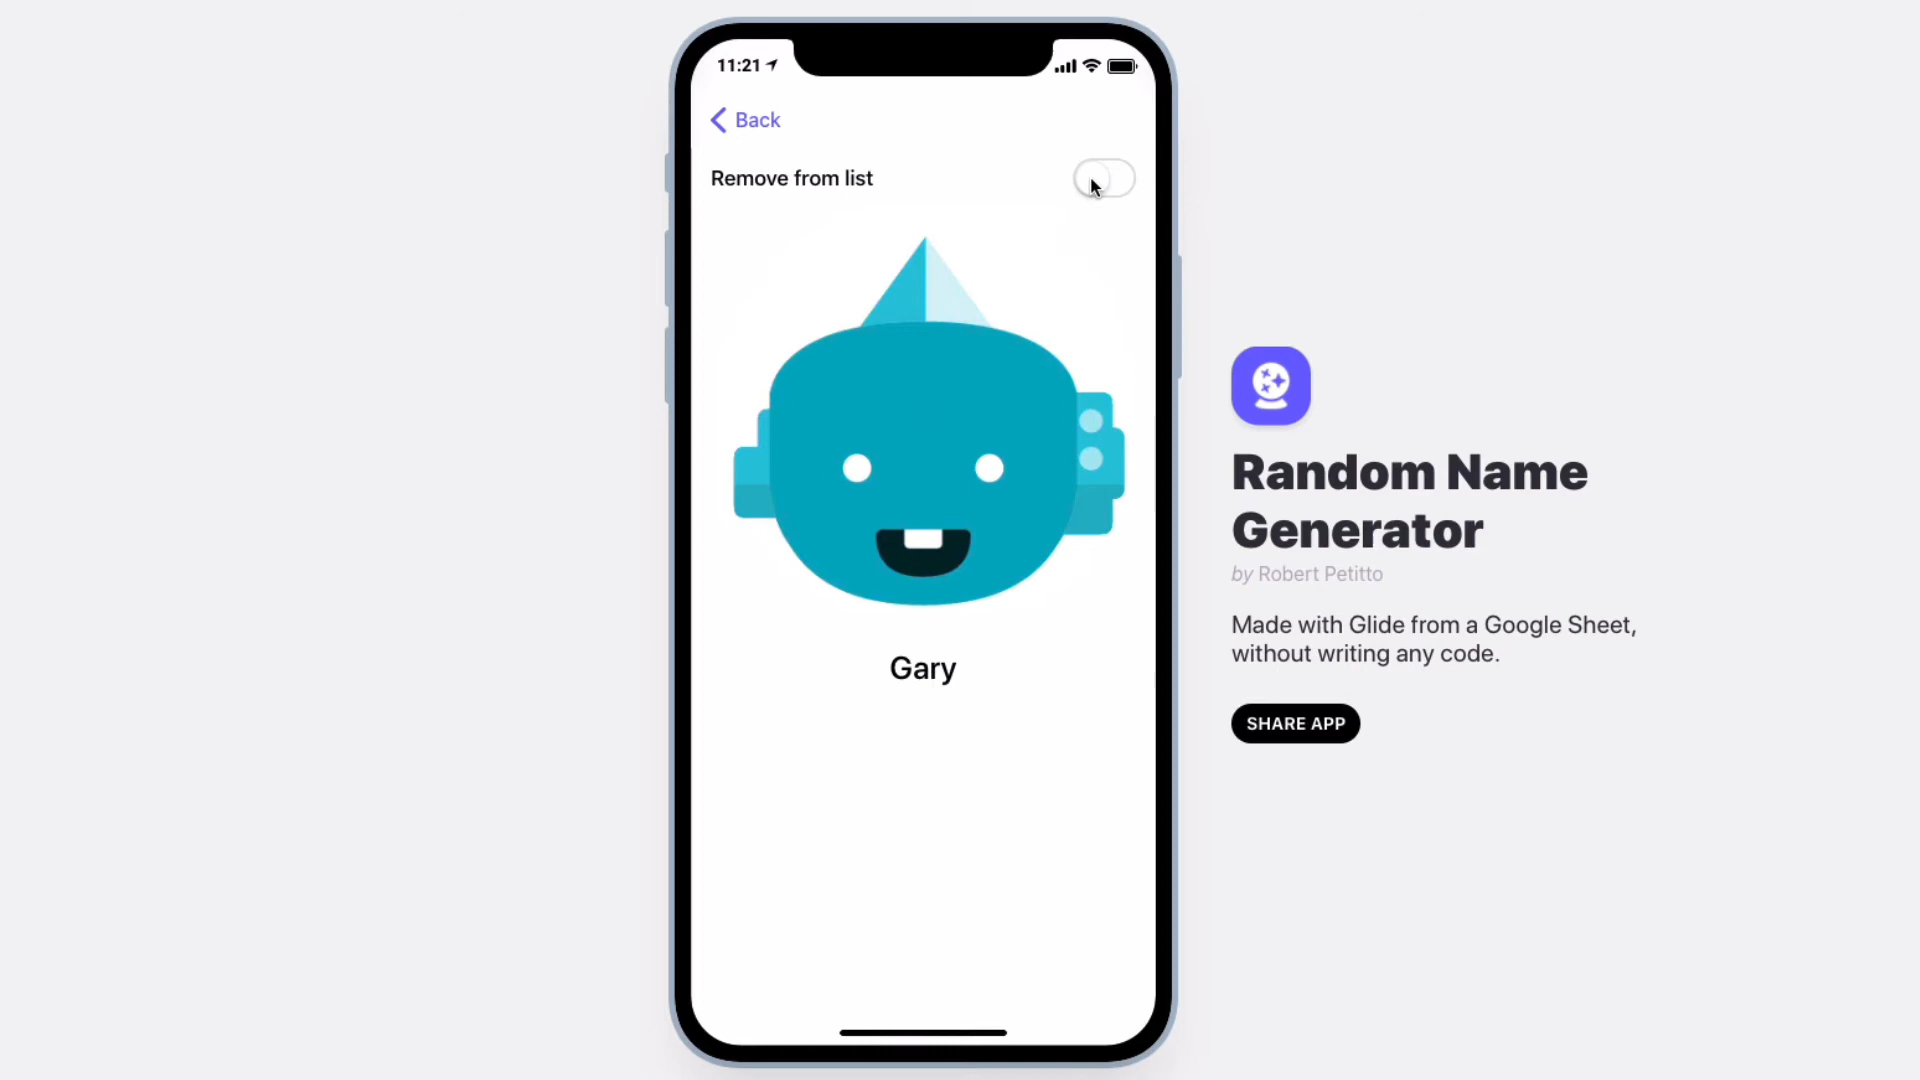 11:21
Back
Remove from list
Gary
Random Name
Generator
by Robert Petitto
Made with Glide from a Google Sheet,
without writing any code.
SHARE APP